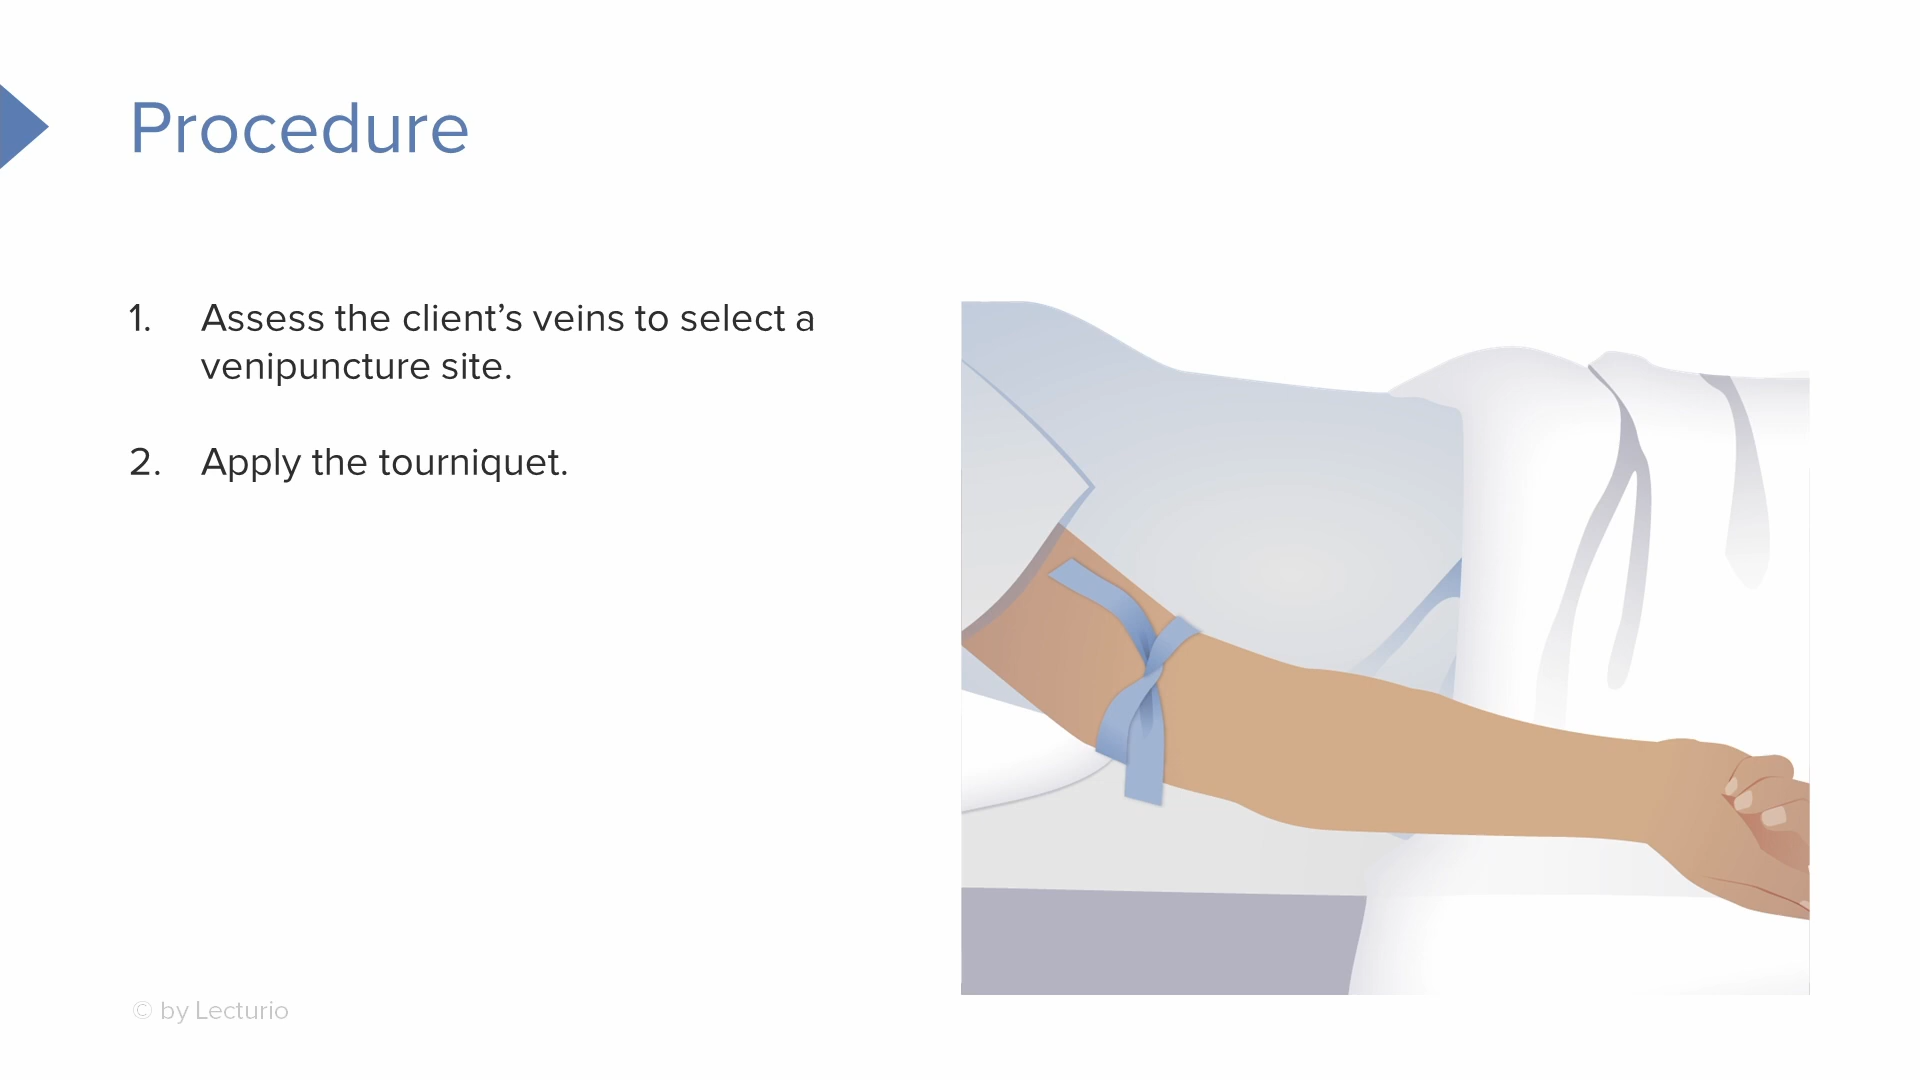 Procedure
1. Assess the client’s veins to select a
venipuncture site.
2. Apply the tourniquet.
© by Lecturio